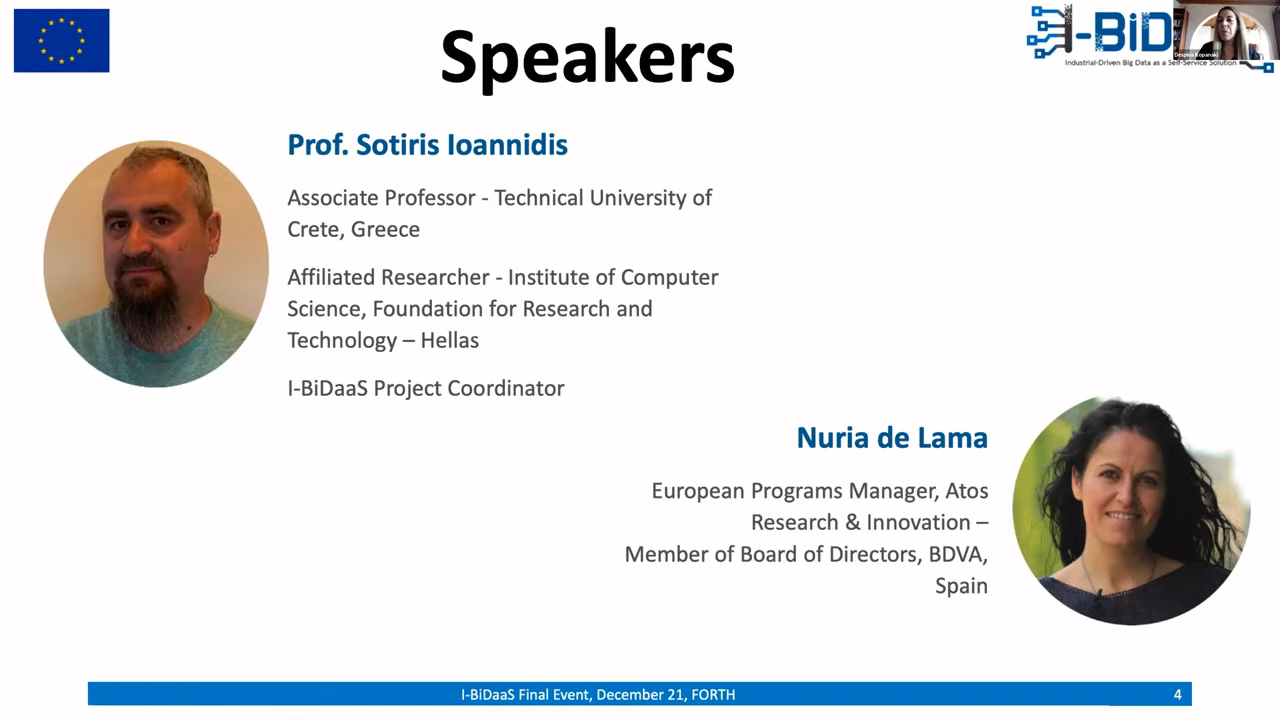 Speakers
I-BiD
Industrial-Driven Big Data as a Self-Service Solution
Despina Kopanaki
Prof. Sotiris Ioannidis
Associate Professor - Technical University of
Crete, Greece
Affiliated Researcher - Institute of Computer
Science, Foundation for Research and
Technology – Hellas
I-BiDaaS Project Coordinator
Nuria de Lama
European Programs Manager, Atos
Research & Innovation –
Member of Board of Directors, BDVA,
Spain
I-BiDaaS Final Event, December 21, FORTH
4